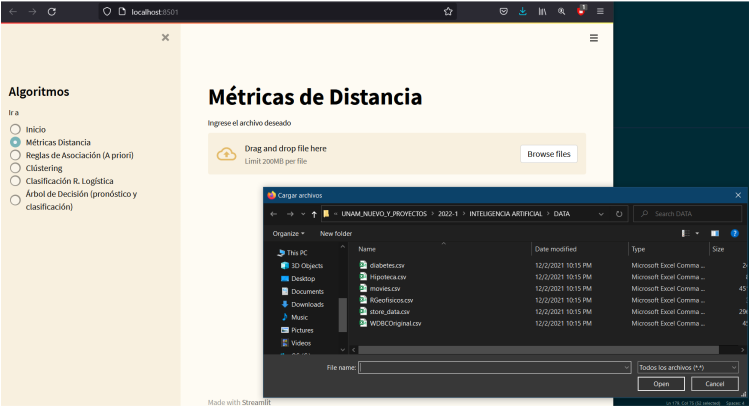 localhost:8501
1
Algoritmos
Ir a
Inicio
Métricas Distancia
Reglas de Asociación (A priori)
Clústering
Clasificación R. Logística
Árbol de Decisión (pronóstico y
clasificación)
Métricas de Distancia
Ingrese el archivo deseado
Drag and drop file here
Limit 200MB per file
Browse files
Cargar archivos
« UNAM_NUEVO_Y_PROYECTOS > 2022-1 > INTELIGENCIA ARTIFICIAL > DATA
Search DATA
Organize
New folder
This PC
3D Objects
Desktop
Documents
Downloads
Music
Pictures
Videos
Name Date modified Type Size
diabetes.csv 12/2/2021 10:15 PM Microsoft Excel Comma ...
Hipoteca.csv 12/2/2021 10:15 PM Microsoft Excel Comma ...
movies.csv 12/2/2021 10:15 PM Microsoft Excel Comma ...
RGeofisicos.csv 12/2/2021 10:15 PM Microsoft Excel Comma ...
store_data.csv 12/2/2021 10:15 PM Microsoft Excel Comma ...
WDBCOriginal.csv 12/2/2021 10:15 PM Microsoft Excel Comma ...
File name:
Todos los archivos (*.*)
Open
Cancel
Made with Streamlit